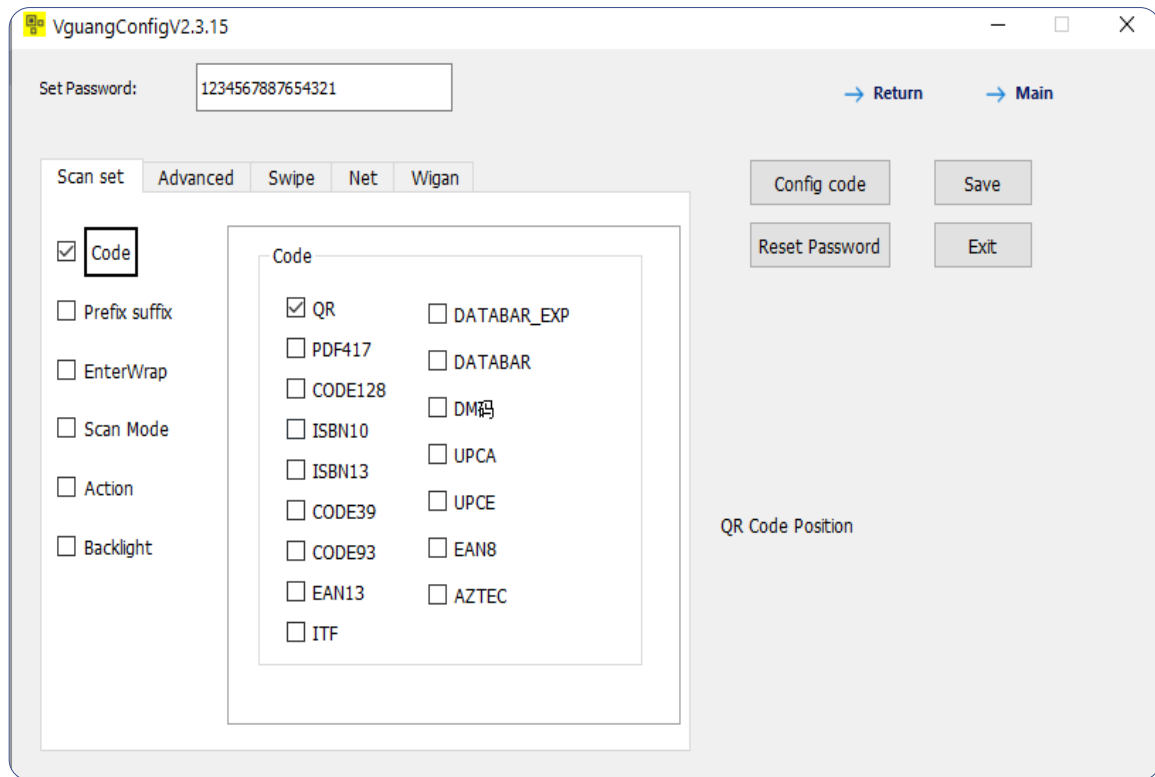 VguangConfigV2.3.15
Set Password:
1234567887654321
Return
Main
Scan set
Advanced
Swipe
Net
Wigan
Config code
Save
Reset Password
Exit
Code
Prefix suffix
EnterWrap
Scan Mode
Action
Backlight
Code
QR
PDF417
CODE128
ISBN10
ISBN13
CODE39
CODE93
EAN13
ITF
DATABAR_EXP
DATABAR
DM码
UPCA
UPCE
EAN8
AZTEC
QR Code Position